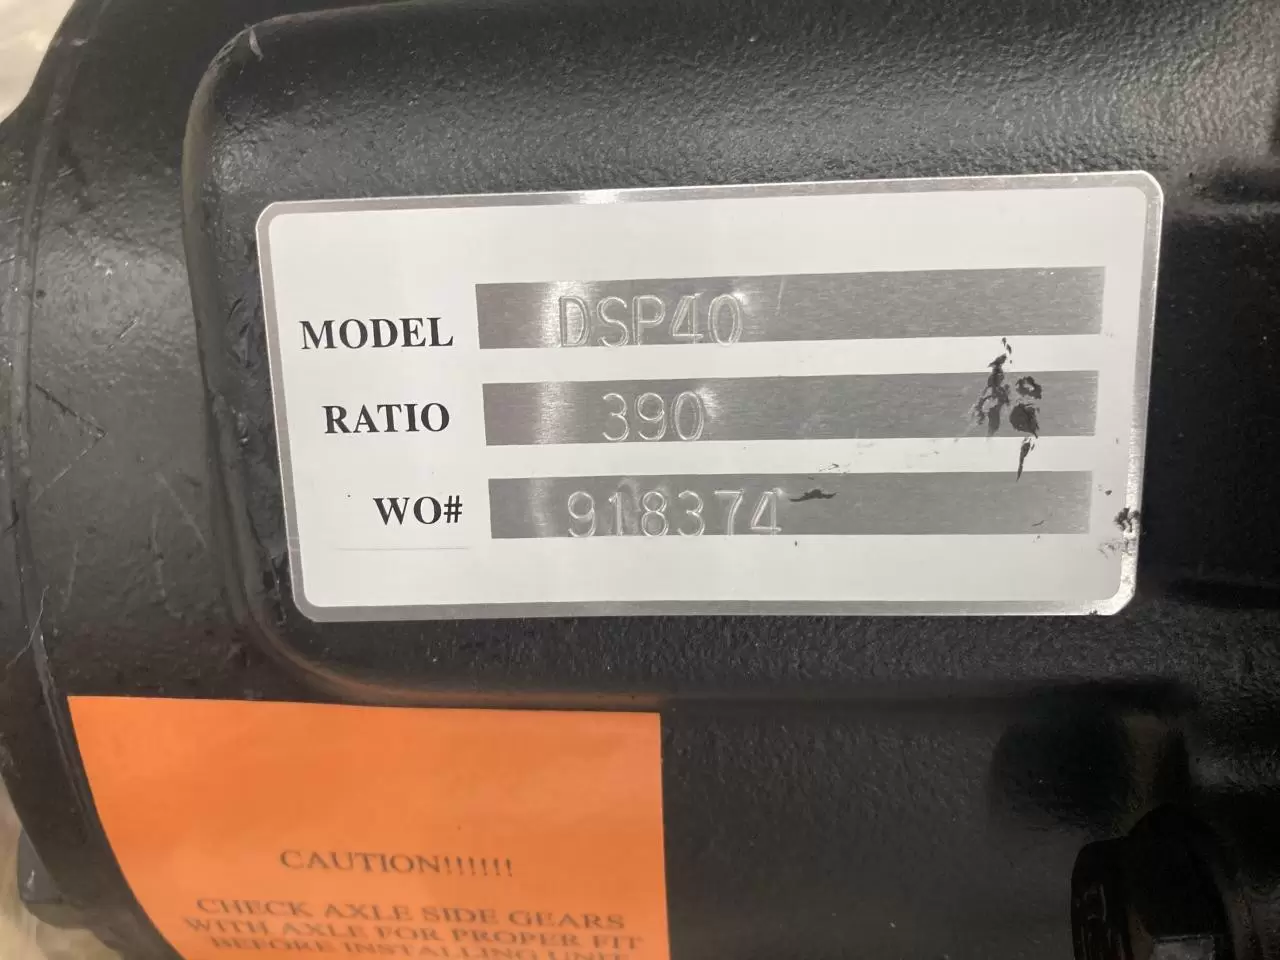 MODEL DSP40
RATIO 390
WO# 918374
CAUTION!!!!!!
CHECK AXLE SIDE GEARS
WITH AXLE FOR PROPER FIT
BEFORE INSTALLING UNIT